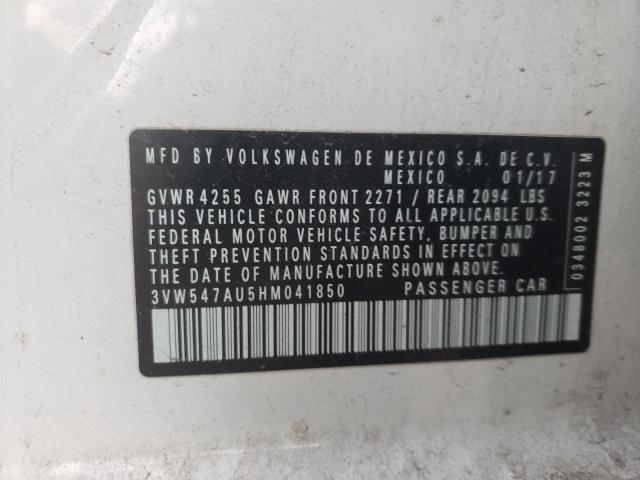 MFD BY VOLKSWAGEN DE MEXICO S.A. DE C.V.
MEXICO 01/17
GVWR 4255 GAWR FRONT 2271 / REAR 2094 LBS
THIS VEHICLE CONFORMS TO ALL APPLICABLE U.S.
FEDERAL MOTOR VEHICLE SAFETY, BUMPER AND
THEFT PREVENTION STANDARDS IN EFFECT ON
THE DATE OF MANUFACTURE SHOWN ABOVE.
3VW547AU5HM041850 PASSENGER CAR
0348002 3223 M